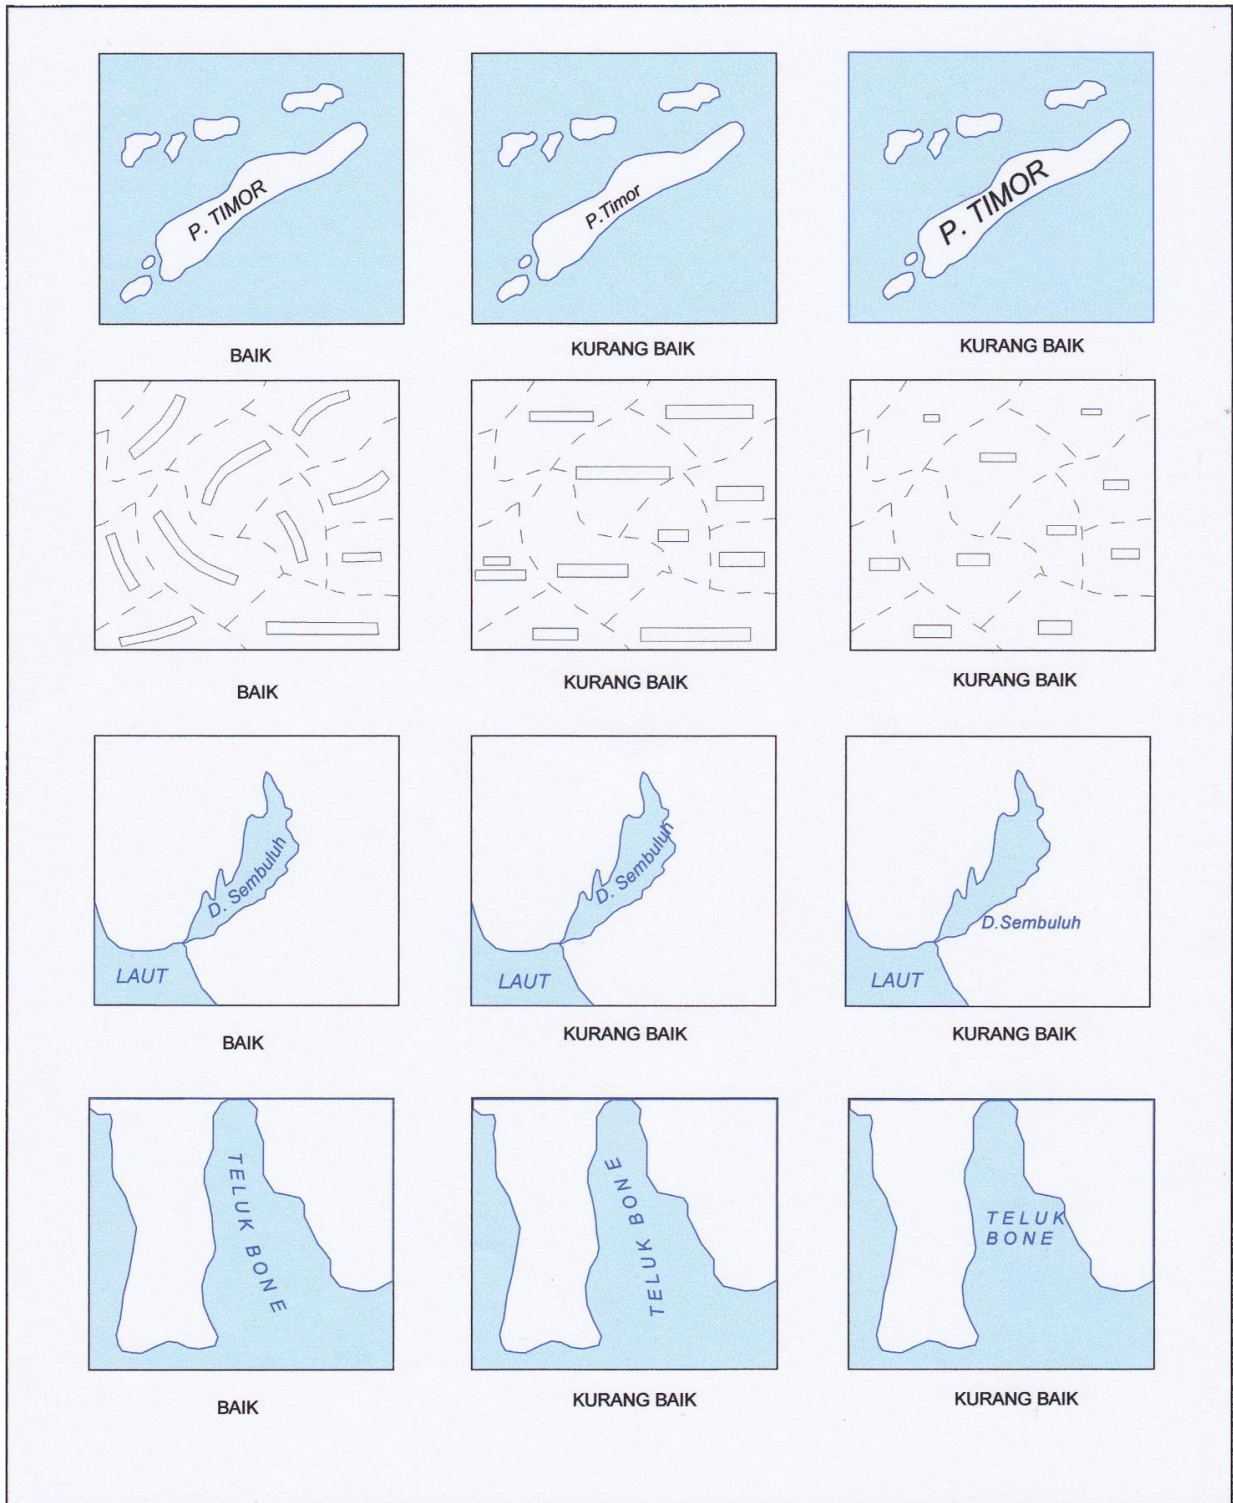 P. TIMOR
P.Timor
P. TIMOR
BAIK
KURANG BAIK
KURANG BAIK
BAIK
KURANG BAIK
KURANG BAIK
D. Sembuluh
LAUT
D. Sembuluh
LAUT
D.Sembuluh
LAUT
BAIK
KURANG BAIK
KURANG BAIK
TELUK BONE
TELUK BONE
TELUK
BONE
BAIK
KURANG BAIK
KURANG BAIK